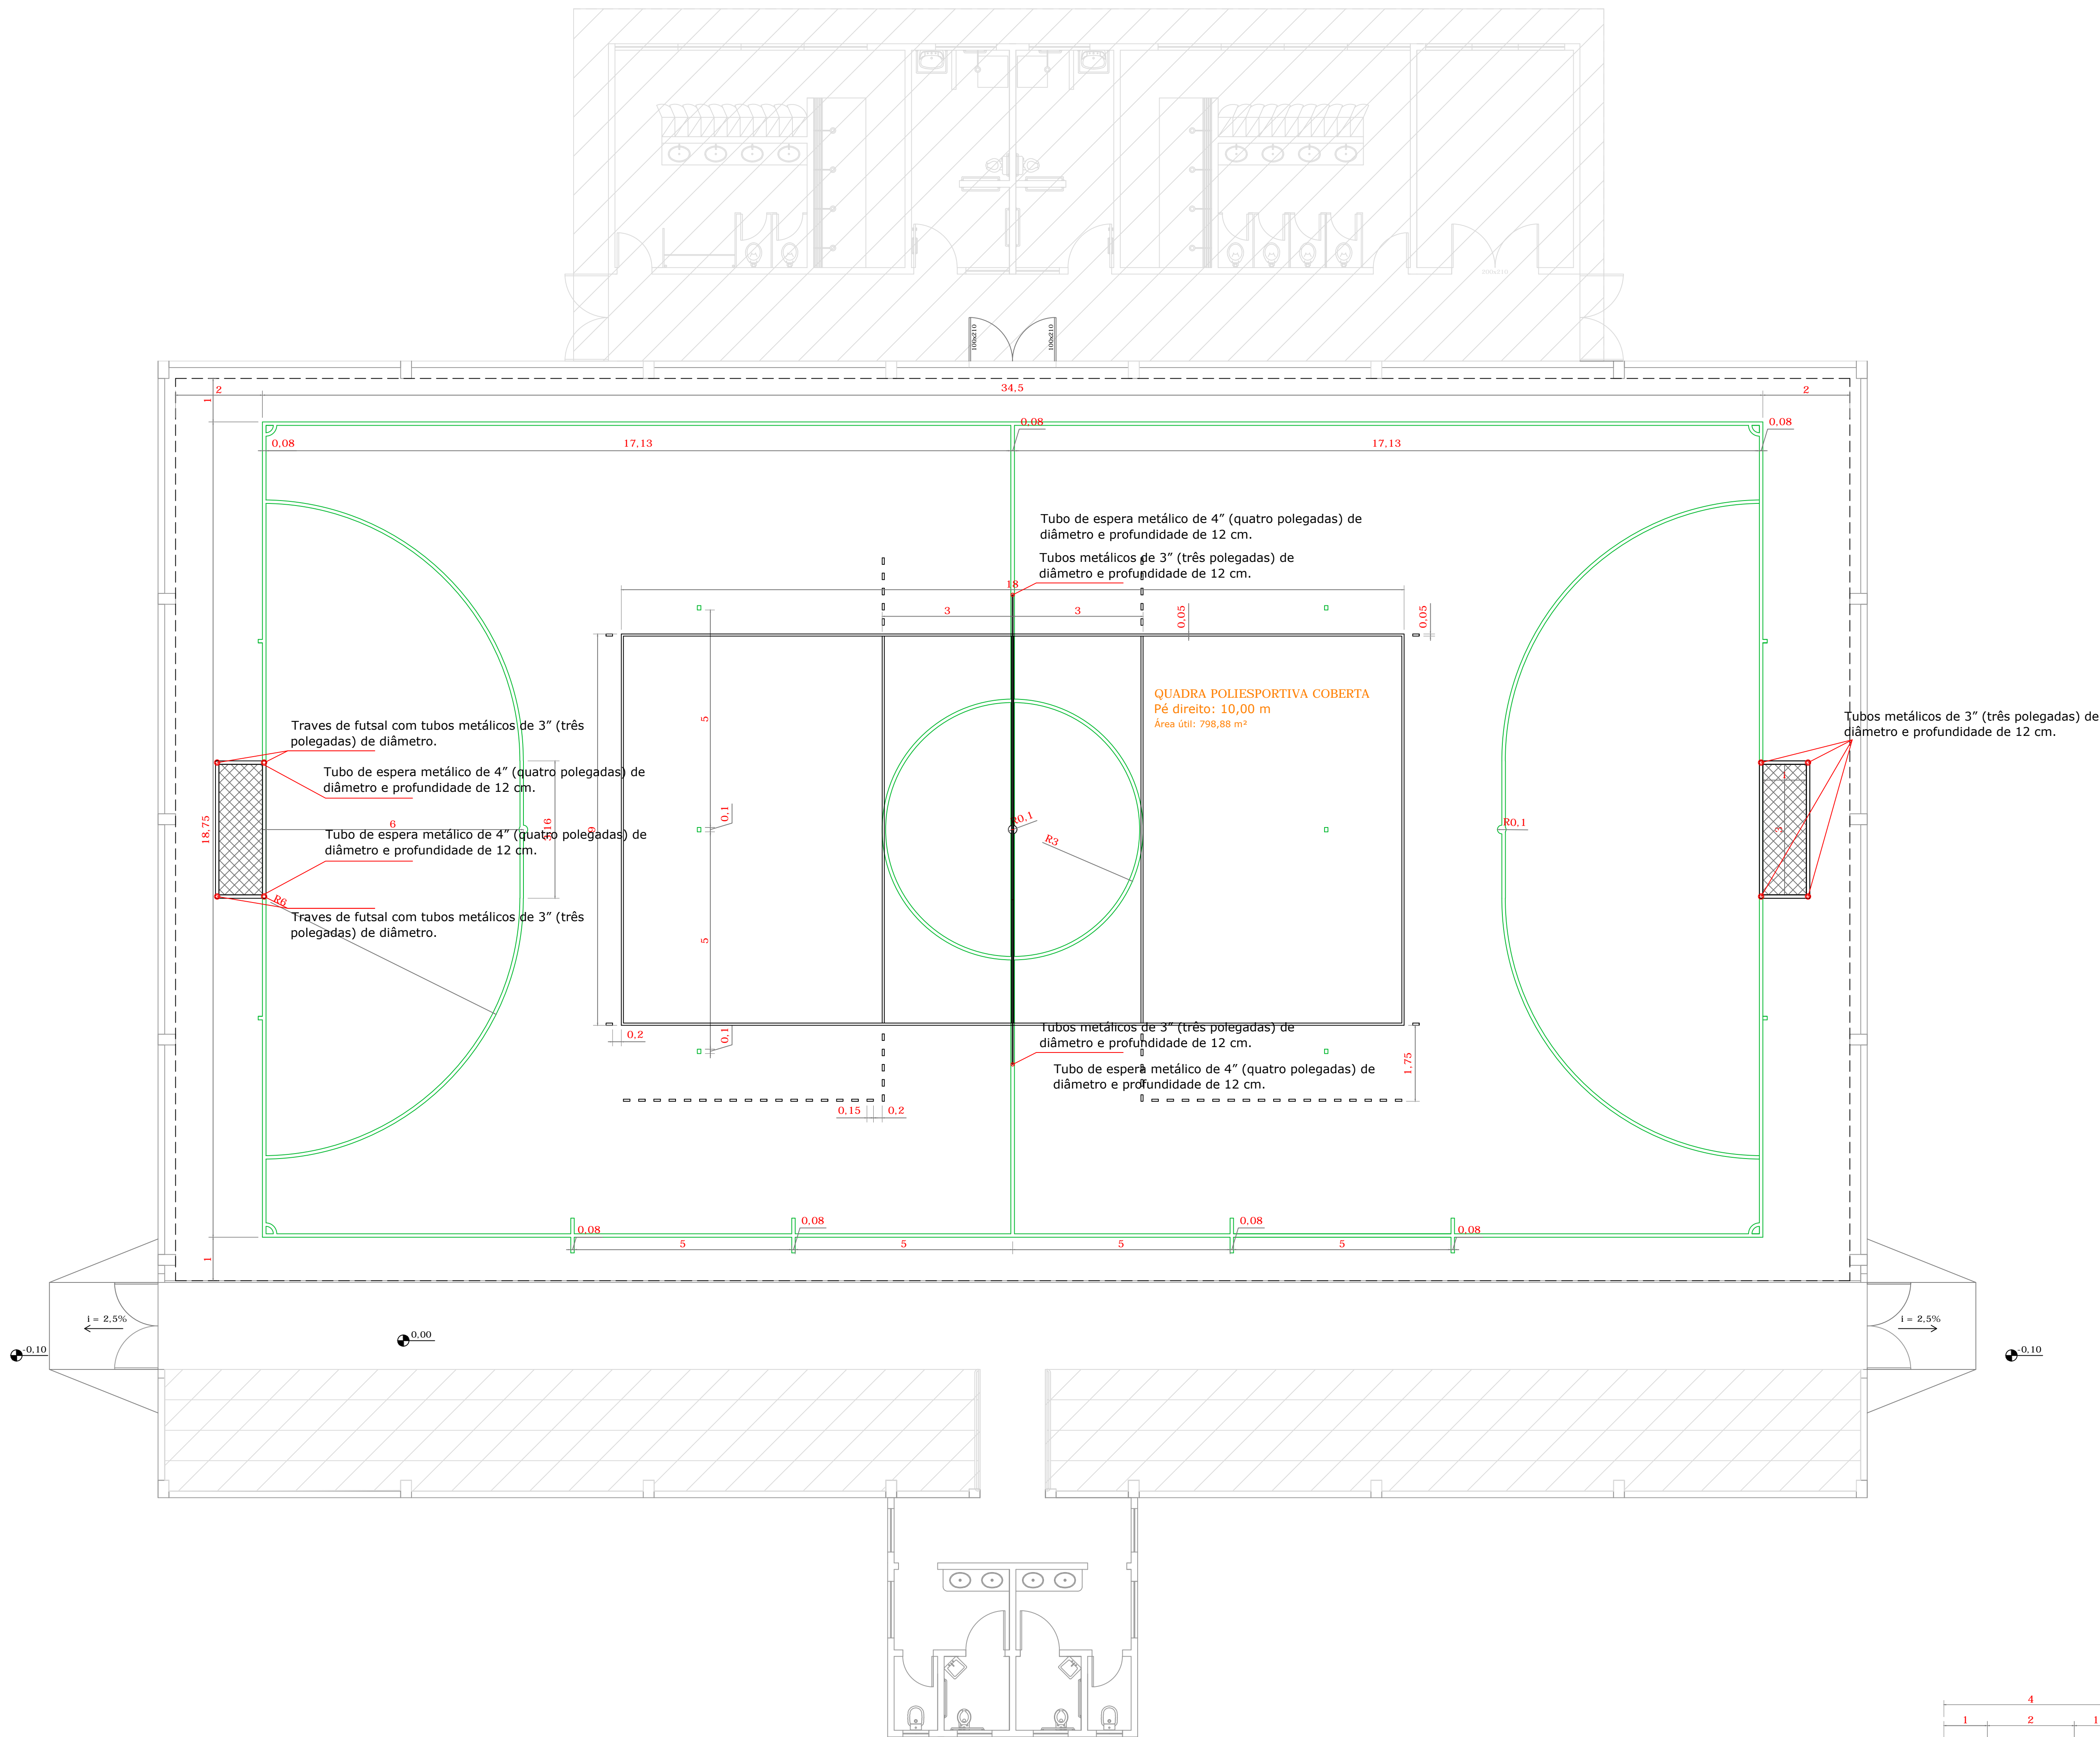 100x210
100x210
100x210
2
34,5
2
1
0,08
17,13
0,08
17,13
0,08
Tubo de espera metálico de 4” (quatro polegadas) de
diâmetro e profundidade de 12 cm.
Tubos metálicos de 3” (três polegadas) de
diâmetro e profundidade de 12 cm.
18
3
3
0,05
0,05
QUADRA POLIESPORTIVA COBERTA
Pé direito: 10,00 m
Área útil: 798,88 m²
5
Traves de futsal com tubos metálicos de 3” (três
polegadas) de diâmetro.
Tubos metálicos de 3” (três polegadas) de
diâmetro e profundidade de 12 cm.
Tubo de espera metálico de 4” (quatro polegadas) de
diâmetro e profundidade de 12 cm.
1
3
18,75
6
3,16
9
0,1
R0,1
R3
R0,1
Tubo de espera metálico de 4” (quatro polegadas) de
diâmetro e profundidade de 12 cm.
R6
Traves de futsal com tubos metálicos de 3” (três
polegadas) de diâmetro.
5
0,2
0,1
Tubos metálicos de 3” (três polegadas) de
diâmetro e profundidade de 12 cm.
Tubo de espera metálico de 4” (quatro polegadas) de
diâmetro e profundidade de 12 cm.
1,75
0,15
0,2
0,08
0,08
0,08
0,08
5
5
5
5
1
i = 2,5%
i = 2,5%
0,00
-0,10
-0,10
4
1
2
1